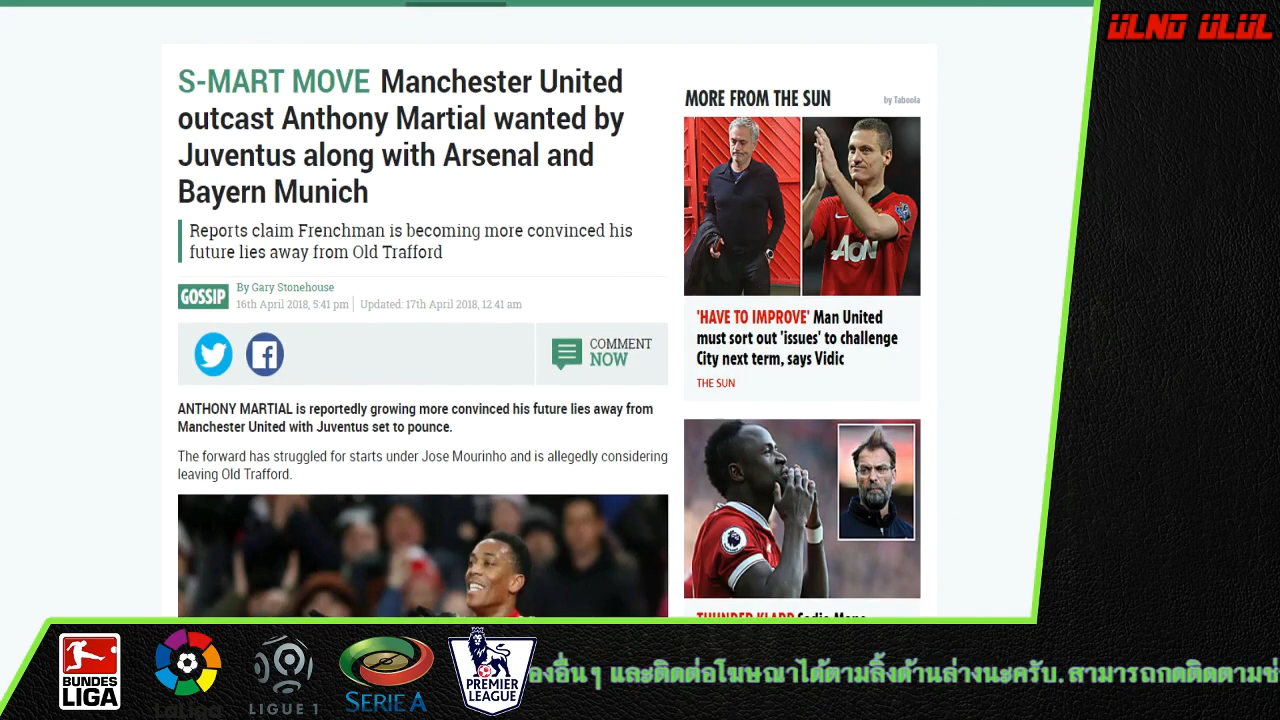 S-MART MOVE Manchester United
outcast Anthony Martial wanted by
Juventus along with Arsenal and
Bayern Munich
Reports claim Frenchman is becoming more convinced his
future lies away from Old Trafford
GOSSIP
By Gary Stonehouse
16th April 2018, 5:41 pm | Updated: 17th April 2018, 12:41 am
COMMENT
NOW
ANTHONY MARTIAL is reportedly growing more convinced his future lies away from
Manchester United with Juventus set to pounce.
The forward has struggled for starts under Jose Mourinho and is allegedly considering
leaving Old Trafford.
MORE FROM THE SUN
by Taboola
AON
'HAVE TO IMPROVE' Man United
must sort out 'issues' to challenge
City next term, says Vidic
THE SUN
THUNDER KLAPP Sadio Mane
BUNDES
LIGA
LaLiga
LIGUE 1
SERIE A
PREMIER
LEAGUE
องอื่นๆ และติดต่อโฆษณาได้ตามลิ้งด้านล่างนะครับ. สามารถกดติดตามช่